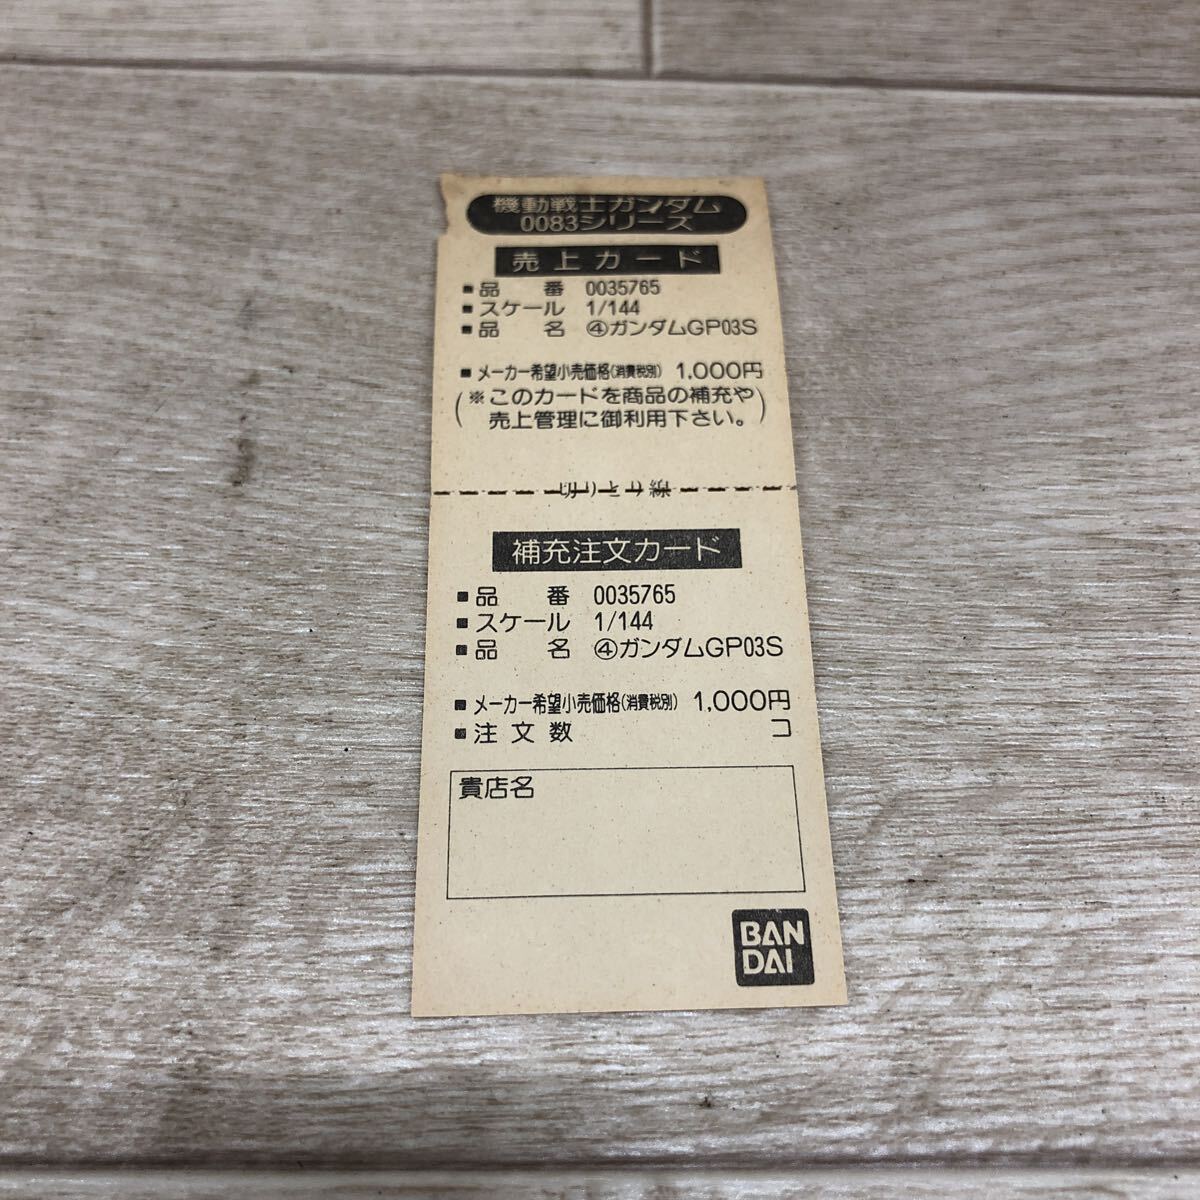 機動戦士ガンダム
0083シリーズ
売上カード
■品　番 0035765
■スケール 1/144
■品　名 ④ガンダムGP03S
■メーカー希望小売価格(消費税別) 1,000円
(※このカードを商品の補充や
売上管理に御利用下さい。)
切りとり線
補充注文カード
■品　番 0035765
■スケール 1/144
■品　名 ④ガンダムGP03S
■メーカー希望小売価格(消費税別) 1,000円
■注文数 コ
貴店名
BAN
DAI